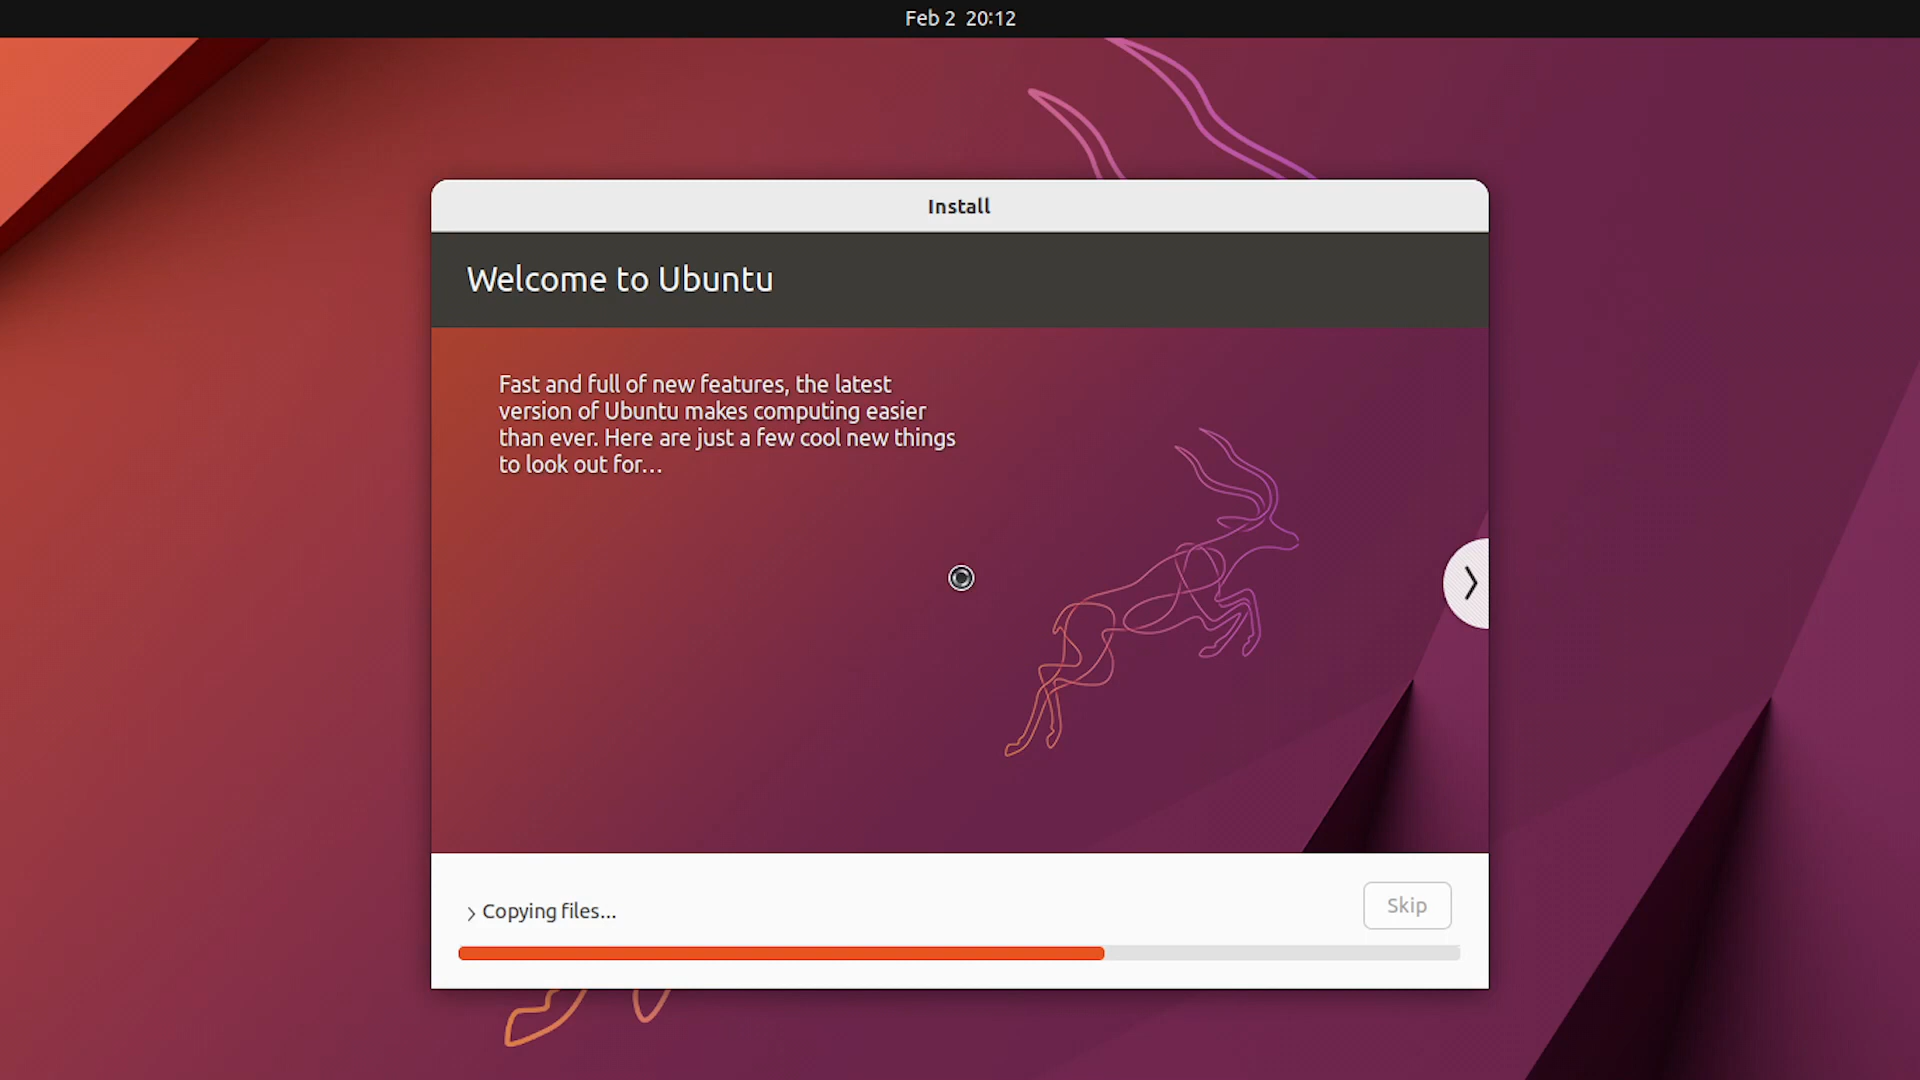 Feb 2 20:12
Install
Welcome to Ubuntu
Fast and full of new features, the latest
version of Ubuntu makes computing easier
than ever. Here are just a few cool new things
to look out for…
Copying files...
Skip